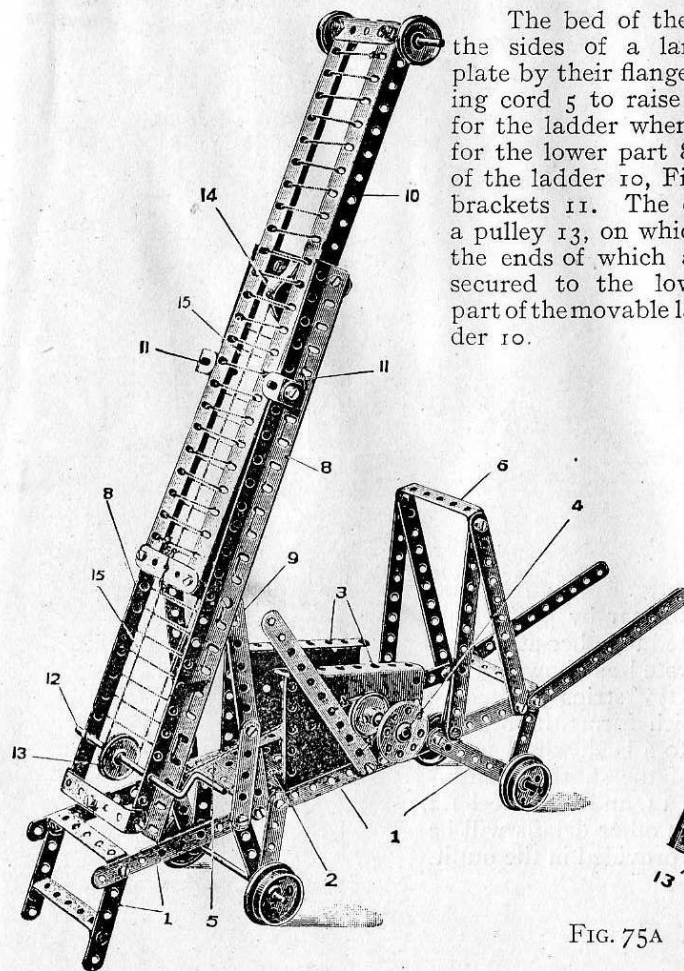 The bed of the
the sides of a lar
plate by their flange
ing cord 5 to raise
for the ladder wher
for the lower part 8
of the ladder 10, Fi
brackets 11. The
a pulley 13, on whic
the ends of which a
secured to the low
part of the movable la
der 10.
10
14
15
11
11
8
6
4
8
9
3
15
12
13
1
2
5
1
13
FIG. 75A